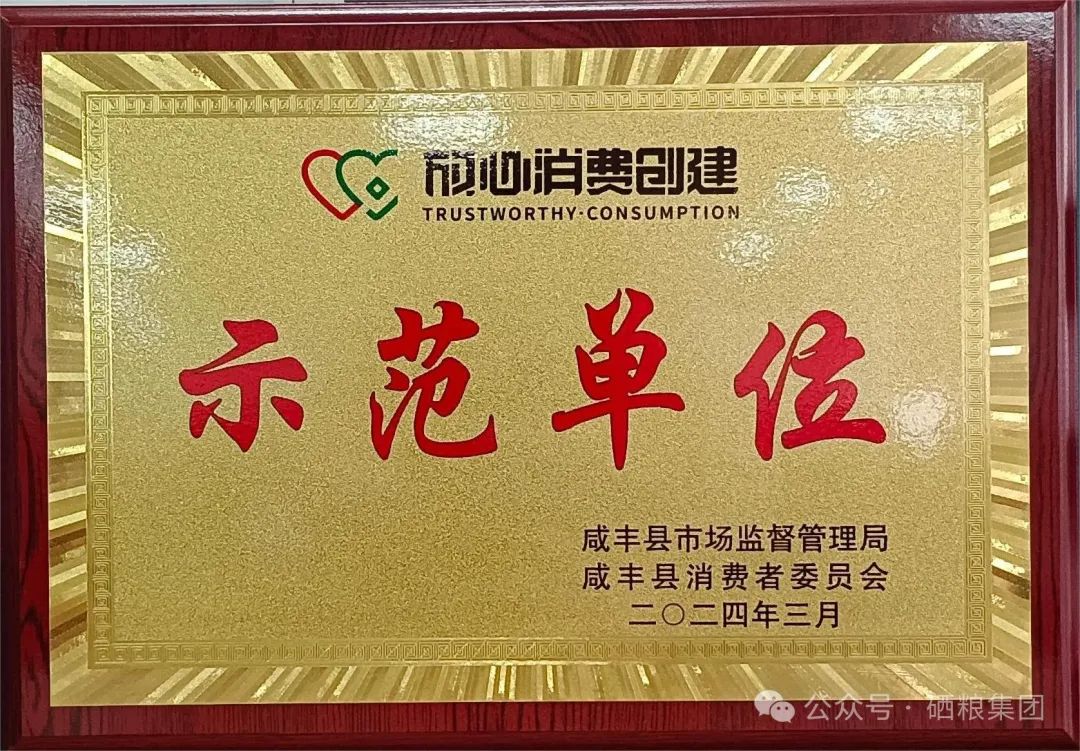 放心消费创建
TRUSTWORTHY·CONSUMPTION
示范单位
咸丰县市场监督管理局
咸丰县消费者委员会
二〇二四年三月
公众号·硒粮集团